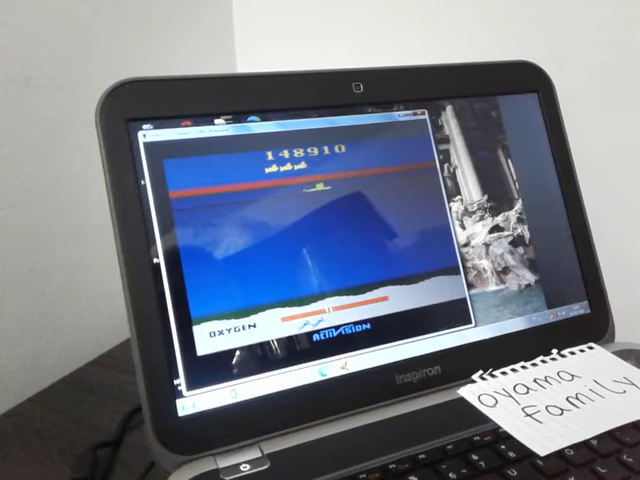 148910
OXYGEN
ACTIVISION
inspiron
oyama
family